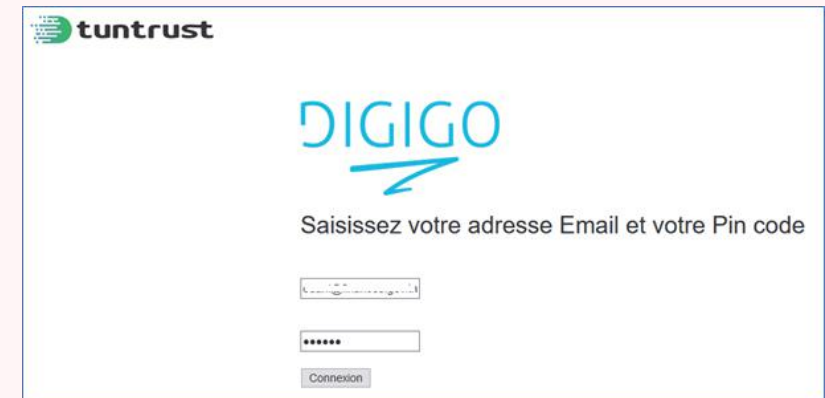 tuntrust
DIGIGO
Saisissez votre adresse Email et votre Pin code
••••••
Connexion